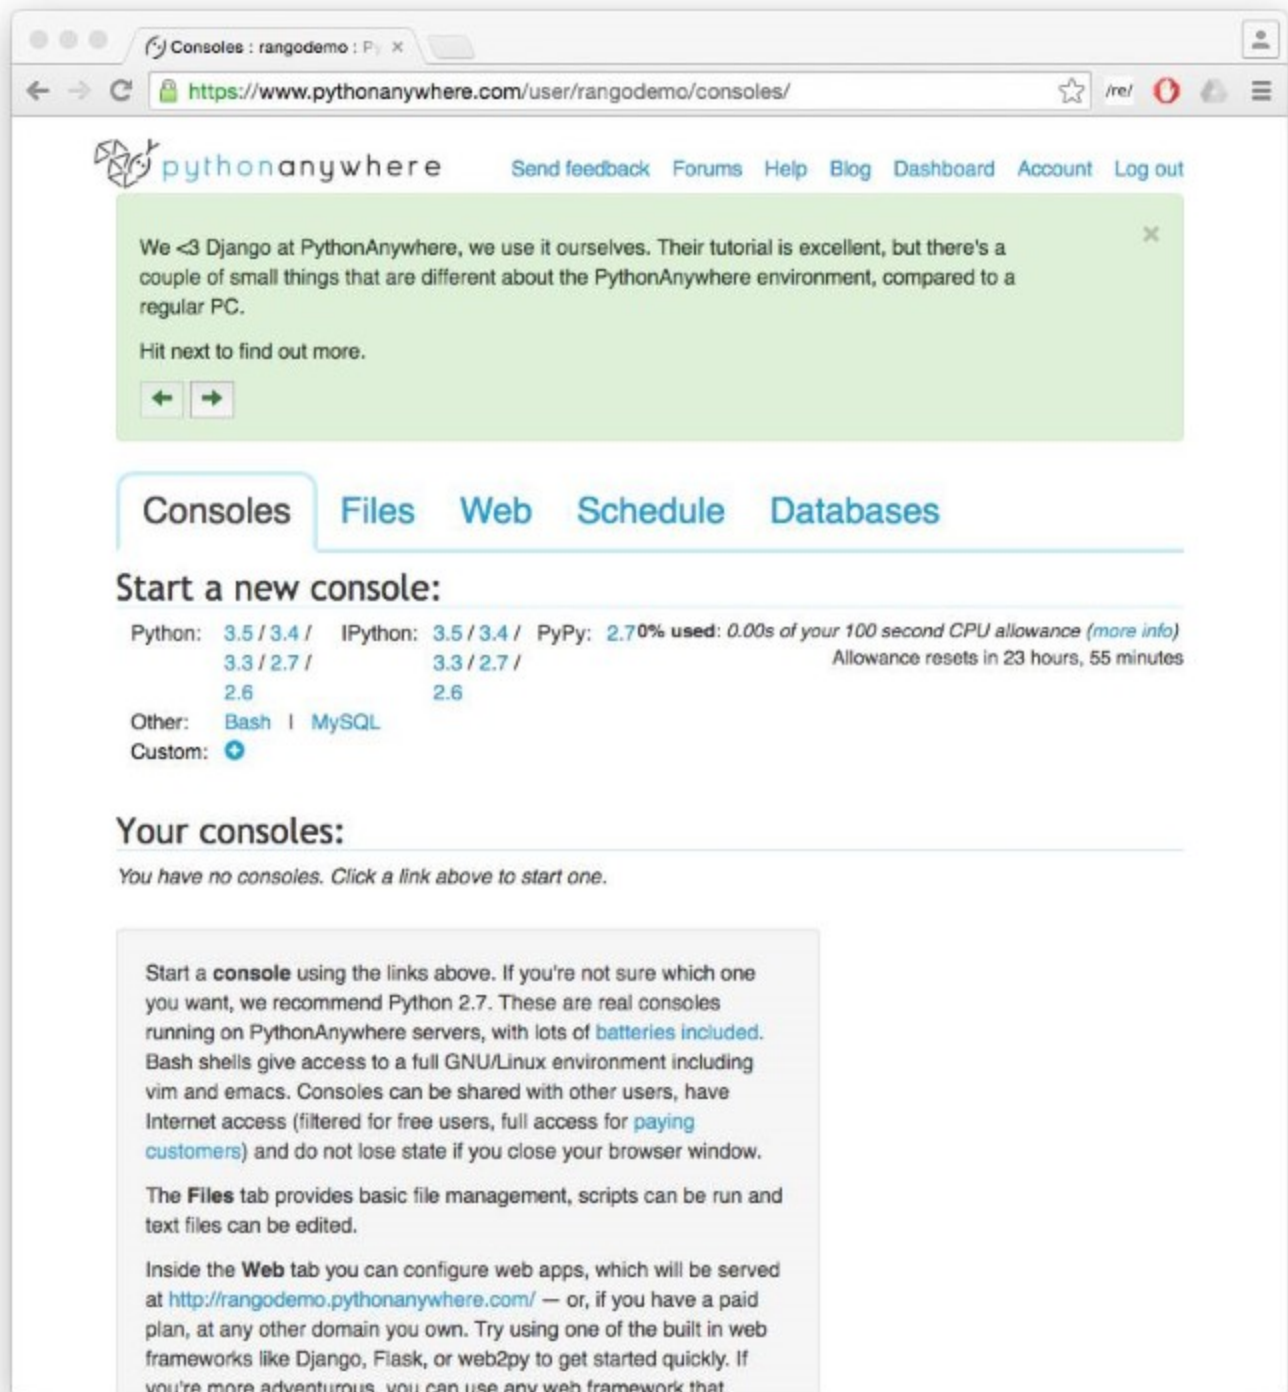 Consoles : rangodemo : Py
https://www.pythonanywhere.com/user/rangodemo/consoles/
/re/
pythonanywhere
Send feedback Forums Help Blog Dashboard Account Log out
We <3 Django at PythonAnywhere, we use it ourselves. Their tutorial is excellent, but there's a
couple of small things that are different about the PythonAnywhere environment, compared to a
regular PC.
Hit next to find out more.
Consoles Files Web Schedule Databases
Start a new console:
Python: 3.5 / 3.4 / IPython: 3.5 / 3.4 / PyPy: 2.7 0% used: 0.00s of your 100 second CPU allowance (more info)
3.3 / 2.7 / 3.3 / 2.7 / Allowance resets in 23 hours, 55 minutes
2.6 2.6
Other: Bash | MySQL
Custom:
Your consoles:
You have no consoles. Click a link above to start one.
Start a console using the links above. If you're not sure which one
you want, we recommend Python 2.7. These are real consoles
running on PythonAnywhere servers, with lots of batteries included.
Bash shells give access to a full GNU/Linux environment including
vim and emacs. Consoles can be shared with other users, have
Internet access (filtered for free users, full access for paying
customers) and do not lose state if you close your browser window.
The Files tab provides basic file management, scripts can be run and
text files can be edited.
Inside the Web tab you can configure web apps, which will be served
at http://rangodemo.pythonanywhere.com/ — or, if you have a paid
plan, at any other domain you own. Try using one of the built in web
frameworks like Django, Flask, or web2py to get started quickly. If
you're more adventurous, you can use any web framework that